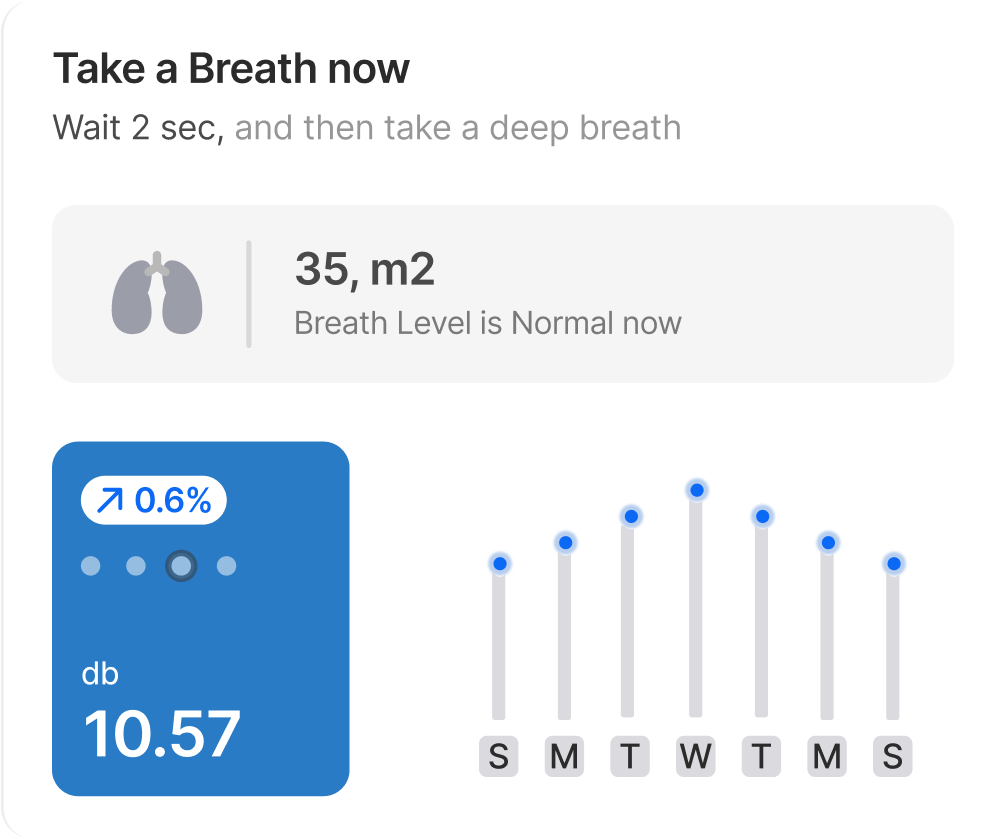 Take a Breath now
Wait 2 sec, and then take a deep breath
35, m2
Breath Level is Normal now
0.6%
db
10.57
S M T W T M S